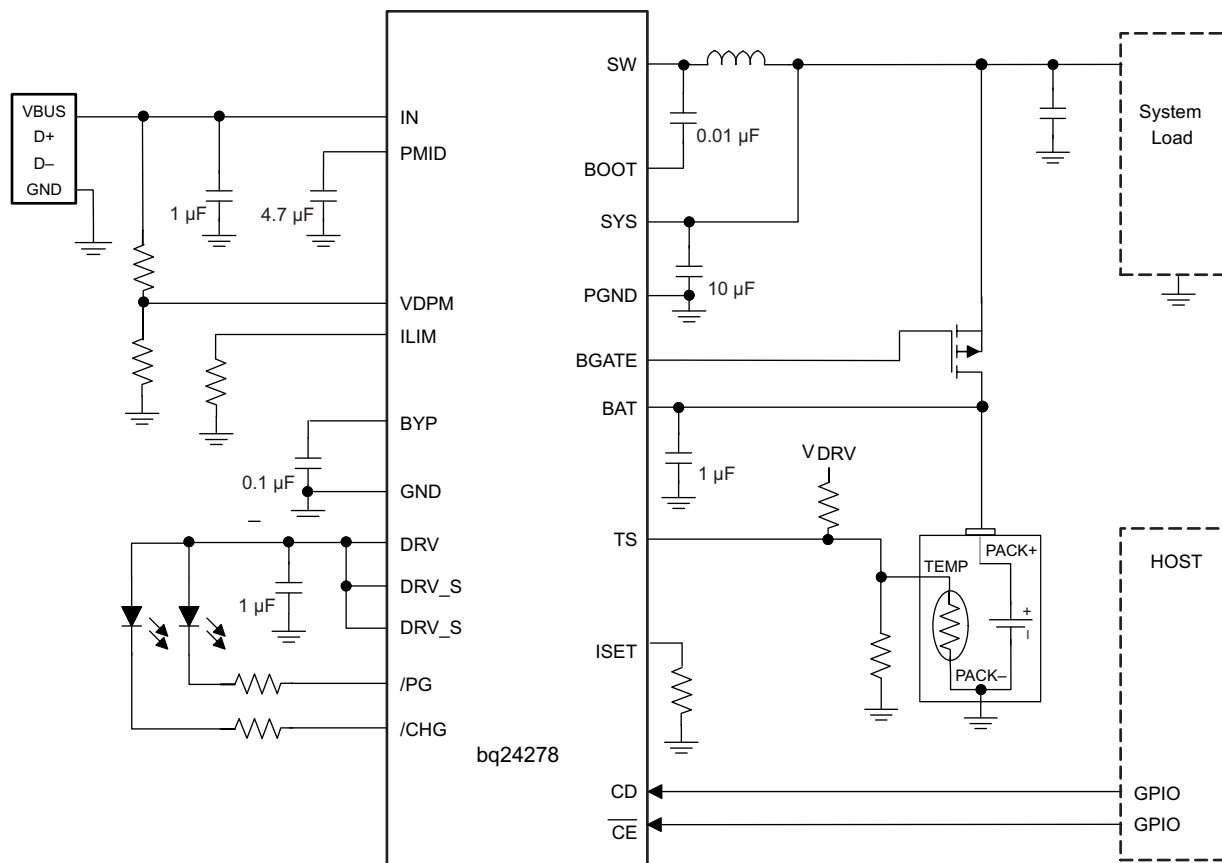 VBUS
D+
D–
GND
1 µF
4.7 µF
0.1 µF
1 µF
IN
PMID
VDPM
ILIM
BYP
GND
DRV
DRV_S
DRV_S
/PG
/CHG
bq24278
SW
BOOT
SYS
PGND
BGATE
BAT
TS
ISET
CD
CE
0.01 µF
10 µF
1 µF
VDRV
TEMP
PACK+
+
–
PACK–
System
Load
HOST
GPIO
GPIO